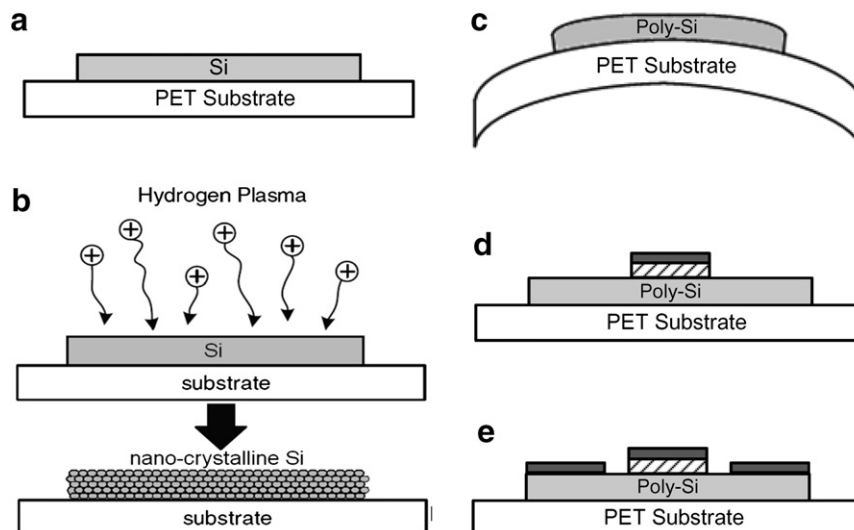 a
Si
PET Substrate
b
Hydrogen Plasma
Si
substrate
nano-crystalline Si
substrate
c
Poly-Si
PET Substrate
d
Poly-Si
PET Substrate
e
Poly-Si
PET Substrate